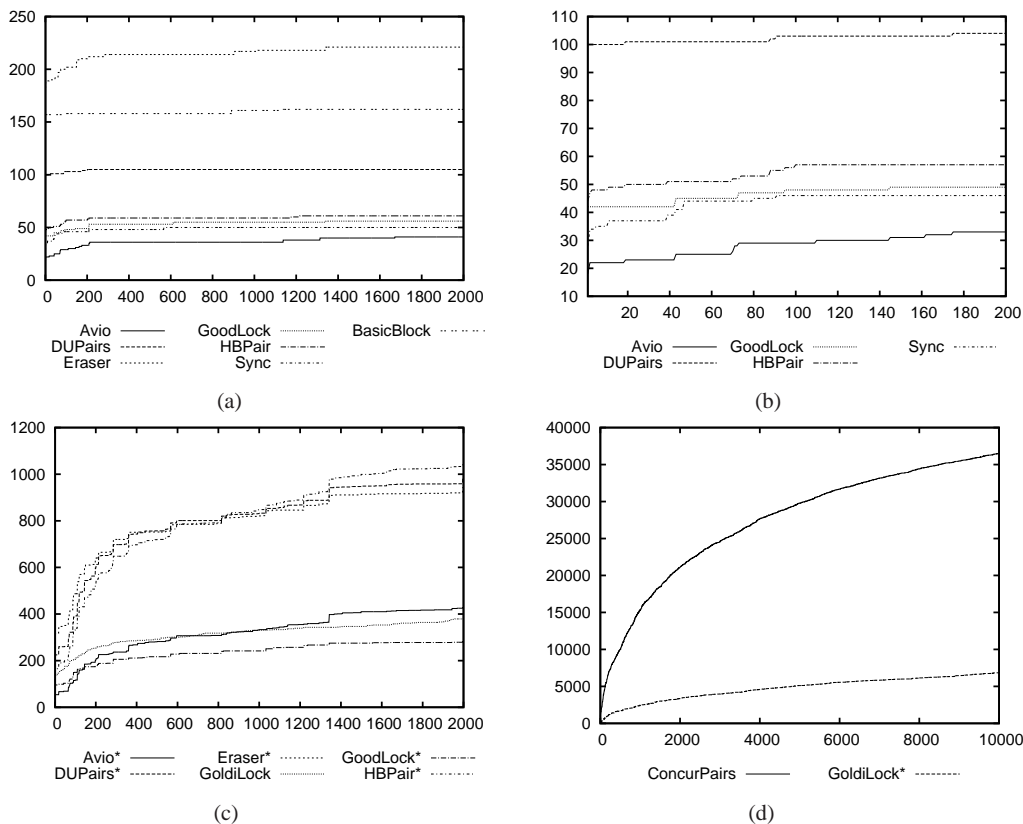 250
200
150
100
50
0
0 200 400 600 800 1000 1200 1400 1600 1800 2000
Avio GoodLock BasicBlock
DUPairs HBPair
Eraser Sync
(a)
110
100
90
80
70
60
50
40
30
20
10
20 40 60 80 100 120 140 160 180 200
Avio GoodLock Sync
DUPairs HBPair
(b)
1200
1000
800
600
400
200
0
0 200 400 600 800 1000 1200 1400 1600 1800 2000
Avio* Eraser* GoodLock*
DUPairs* GoldiLock HBPair*
(c)
40000
35000
30000
25000
20000
15000
10000
5000
0
0 2000 4000 6000 8000 10000
ConcurPairs GoldiLock*
(d)